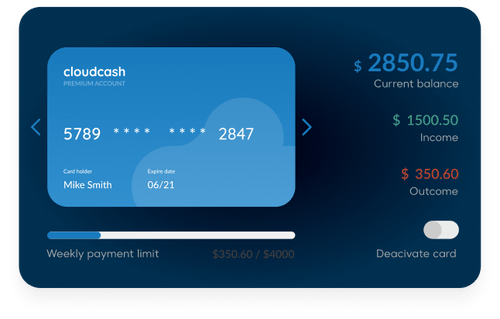 cloudcash
PREMIUM ACCOUNT
5789 **** **** 2847
Card holder
Mike Smith
Expire date
06/21
$ 2850.75
Current balance
$ 1500.50
Income
$ 350.60
Outcome
Weekly payment limit
$350.60 / $4000
Deacivate card